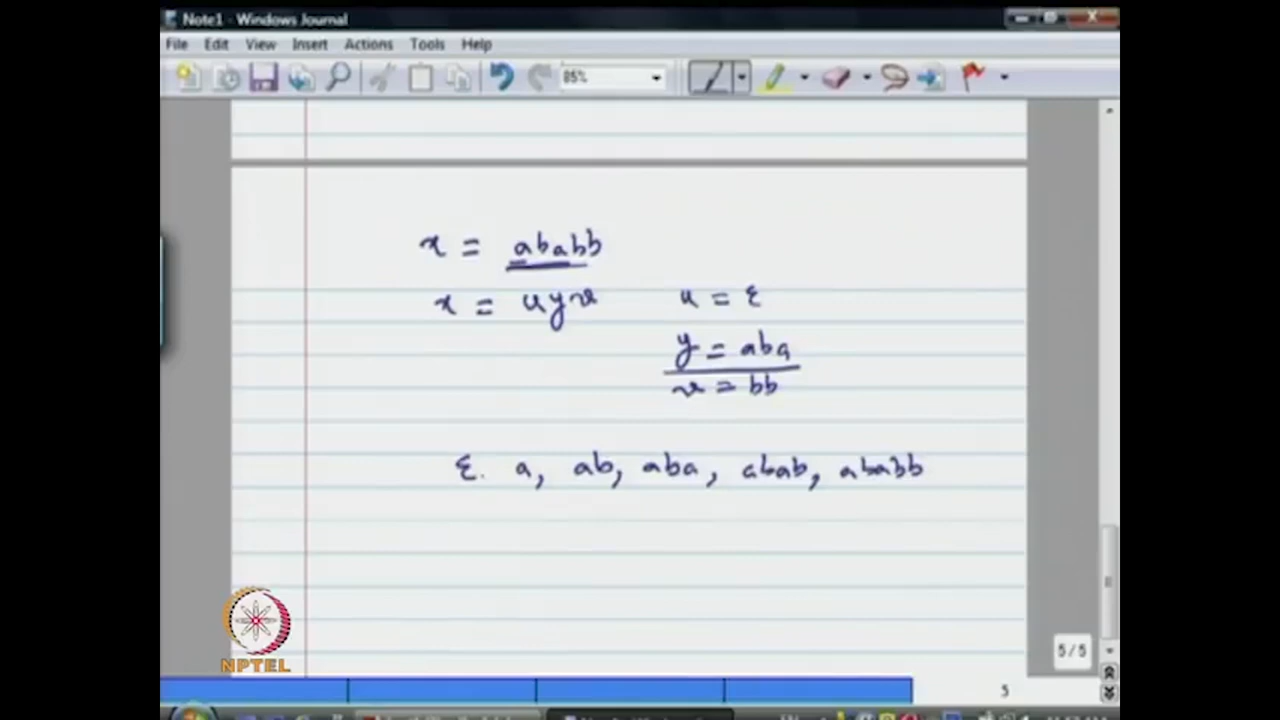 Note1 - Windows Journal
File Edit View Insert Actions Tools Help
85%
x = ababb
x = uyv u = ε
y = aba
v = bb
ε. a, ab, aba, abab, ababb
NPTEL
5/5
5